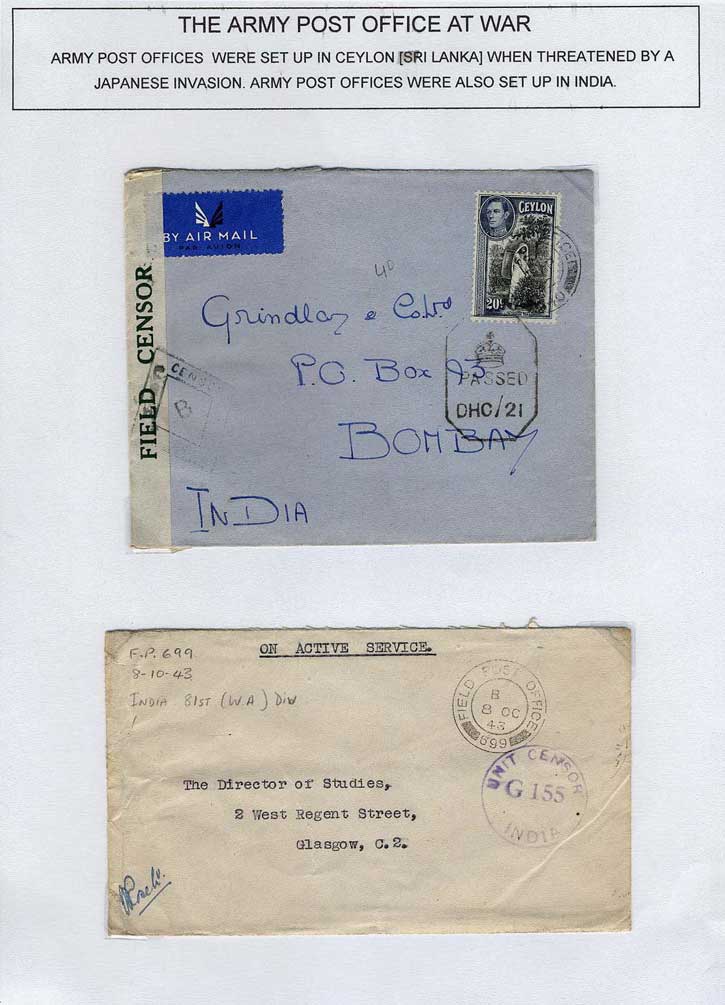 THE ARMY POST OFFICE AT WAR
ARMY POST OFFICES WERE SET UP IN CEYLON [SRI LANKA] WHEN THREATENED BY A
JAPANESE INVASION. ARMY POST OFFICES WERE ALSO SET UP IN INDIA.
BY AIR MAIL
PAR AVION
CEYLON
20c
40
FIELD CENSOR
Grindlay & Co. Ltd
P.O. Box 93
BOMBAY
INDIA
CENSOR
B
PASSED
DHC/21
F.P. 699
8-10-43
INDIA 81ST (W.A) DIV
ON ACTIVE SERVICE.
FIELD POST OFFICE
B
8 OC
43
699
UNIT CENSOR
G 155
INDIA
The Director of Studies,
2 West Regent Street,
Glasgow, C.2.